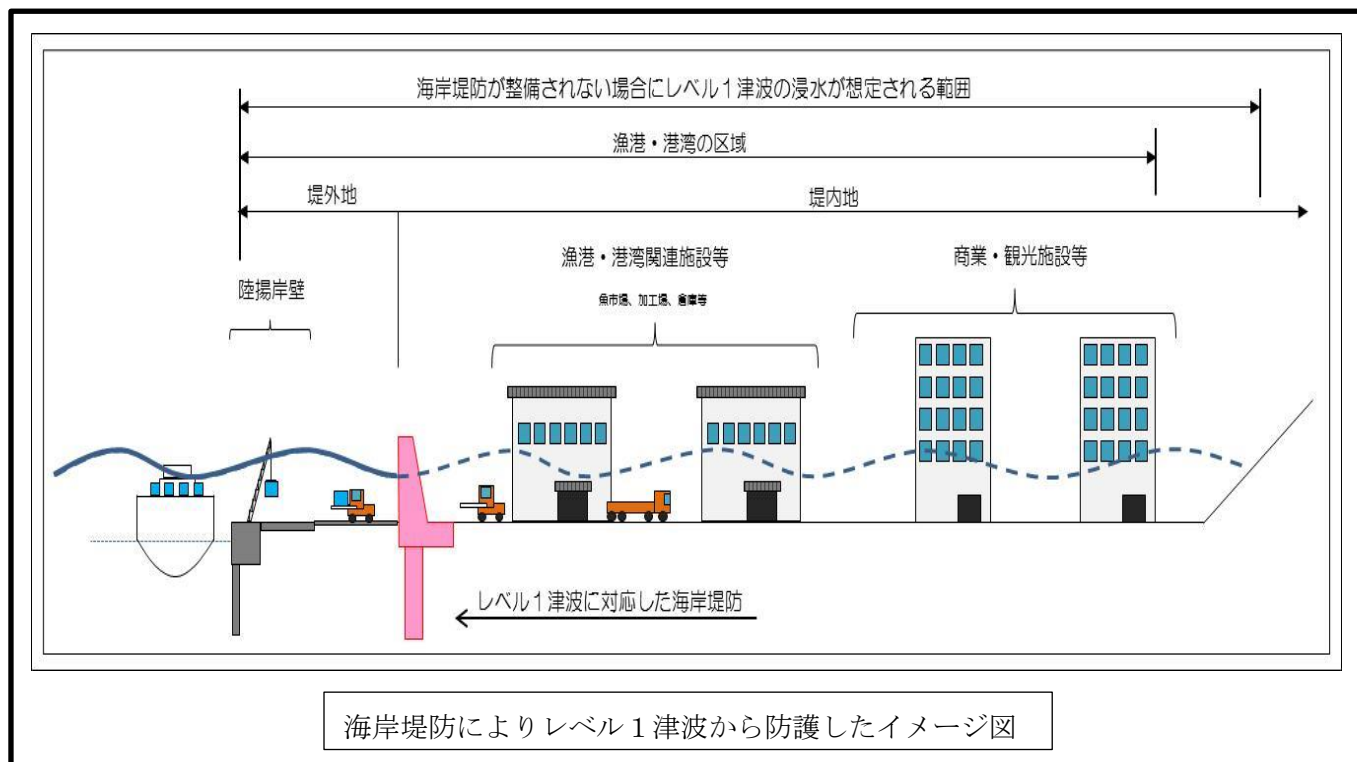 海岸堤防が整備されない場合にレベル１津波の浸水が想定される範囲
漁港・港湾の区域
堤外地
堤内地
漁港・港湾関連施設等
商業・観光施設等
陸揚岸壁
魚市場、加工場、倉庫等
レベル１津波に対応した海岸堤防
海岸堤防によりレベル１津波から防護したイメージ図